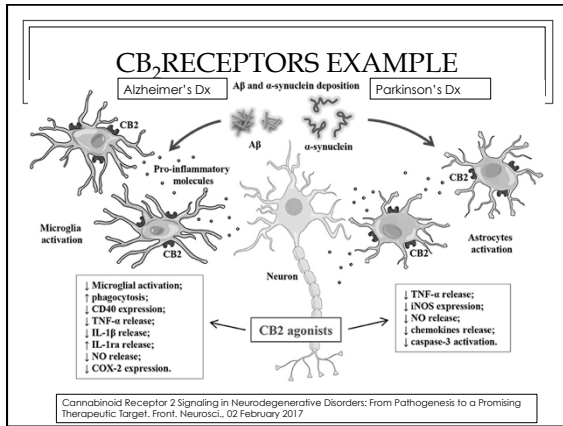 CB₂RECEPTORS EXAMPLE
Alzheimer's Dx
Aβ and α-synuclein deposition
Parkinson's Dx
CB2
Aβ
α-synuclein
Pro-inflammatory
molecules
CB2
Microglia
activation
CB2
Neuron
CB2
Astrocytes
activation
↓ Microglial activation;
↑ phagocytosis;
↓ CD40 expression;
↓ TNF-α release;
↓ IL-1β release;
↑ IL-1ra release;
↓ NO release;
↓ COX-2 expression.
CB2 agonists
↓ TNF-α release;
↓ iNOS expression;
↓ NO release;
↓ chemokines release;
↓ caspase-3 activation.
Cannabinoid Receptor 2 Signaling in Neurodegenerative Disorders: From Pathogenesis to a Promising
Therapeutic Target. Front. Neurosci., 02 February 2017